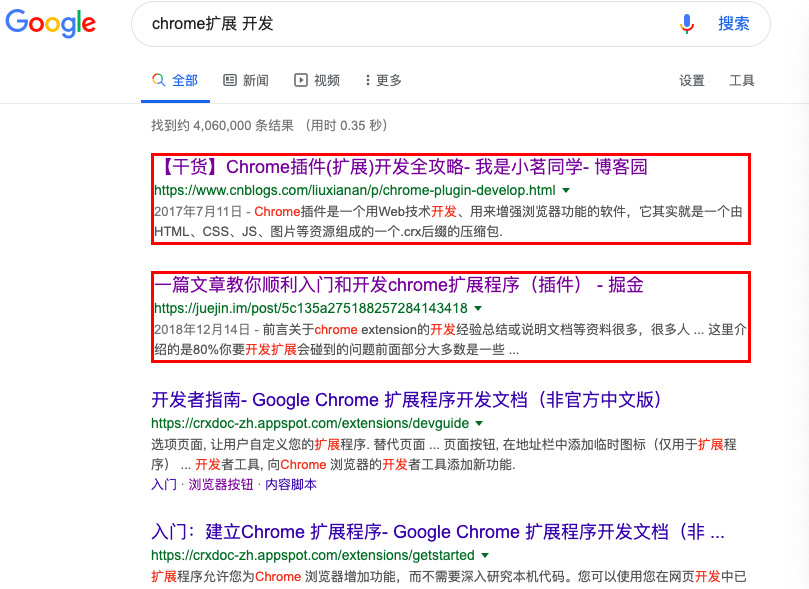 Google
chrome扩展 开发
搜索
全部 新闻 视频 更多 设置 工具
找到约 4,060,000 条结果 （用时 0.35 秒）
【干货】Chrome插件(扩展)开发全攻略- 我是小茗同学- 博客园
https://www.cnblogs.com/liuxianan/p/chrome-plugin-develop.html
2017年7月11日 - Chrome插件是一个用Web技术开发、用来增强浏览器功能的软件，它其实就是一个由
HTML、CSS、JS、图片等资源组成的一个.crx后缀的压缩包.
一篇文章教你顺利入门和开发chrome扩展程序（插件） - 掘金
https://juejin.im/post/5c135a275188257284143418
2018年12月14日 - 前言关于chrome extension的开发经验总结或说明文档等资料很多，很多人 ... 这里介
绍的是80%你要开发扩展会碰到的问题前面部分大多数是一些 ...
开发者指南- Google Chrome 扩展程序开发文档（非官方中文版）
https://crxdoc-zh.appspot.com/extensions/devguide
选项页面, 让用户自定义您的扩展程序. 替代页面 ... 页面按钮, 在地址栏中添加临时图标（仅用于扩展程
序） ... 开发者工具, 向Chrome 浏览器的开发者工具添加新功能.
入门 · 浏览器按钮 · 内容脚本
入门：建立Chrome 扩展程序- Google Chrome 扩展程序开发文档（非 ...
https://crxdoc-zh.appspot.com/extensions/getstarted
扩展程序允许您为Chrome 浏览器增加功能，而不需要深入研究本机代码。您可以使用您在网页开发中已